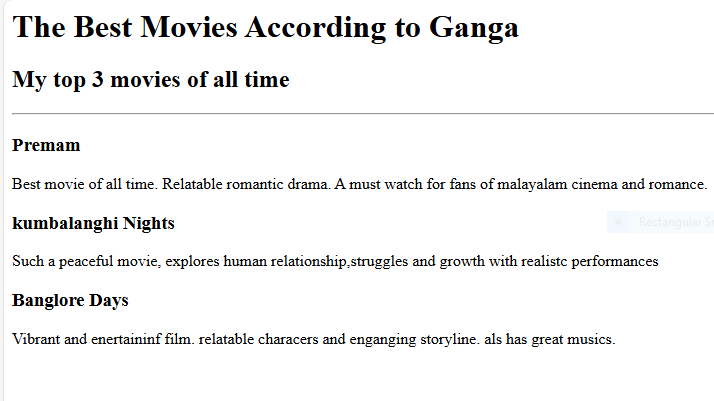 The Best Movies According to Ganga
My top 3 movies of all time
Premam
Best movie of all time. Relatable romantic drama. A must watch for fans of malayalam cinema and romance.
kumbalanghi Nights
Rectangular S
Such a peaceful movie, explores human relationship,struggles and growth with realistc performances
Banglore Days
Vibrant and enertaininf film. relatable characers and enganging storyline. als has great musics.